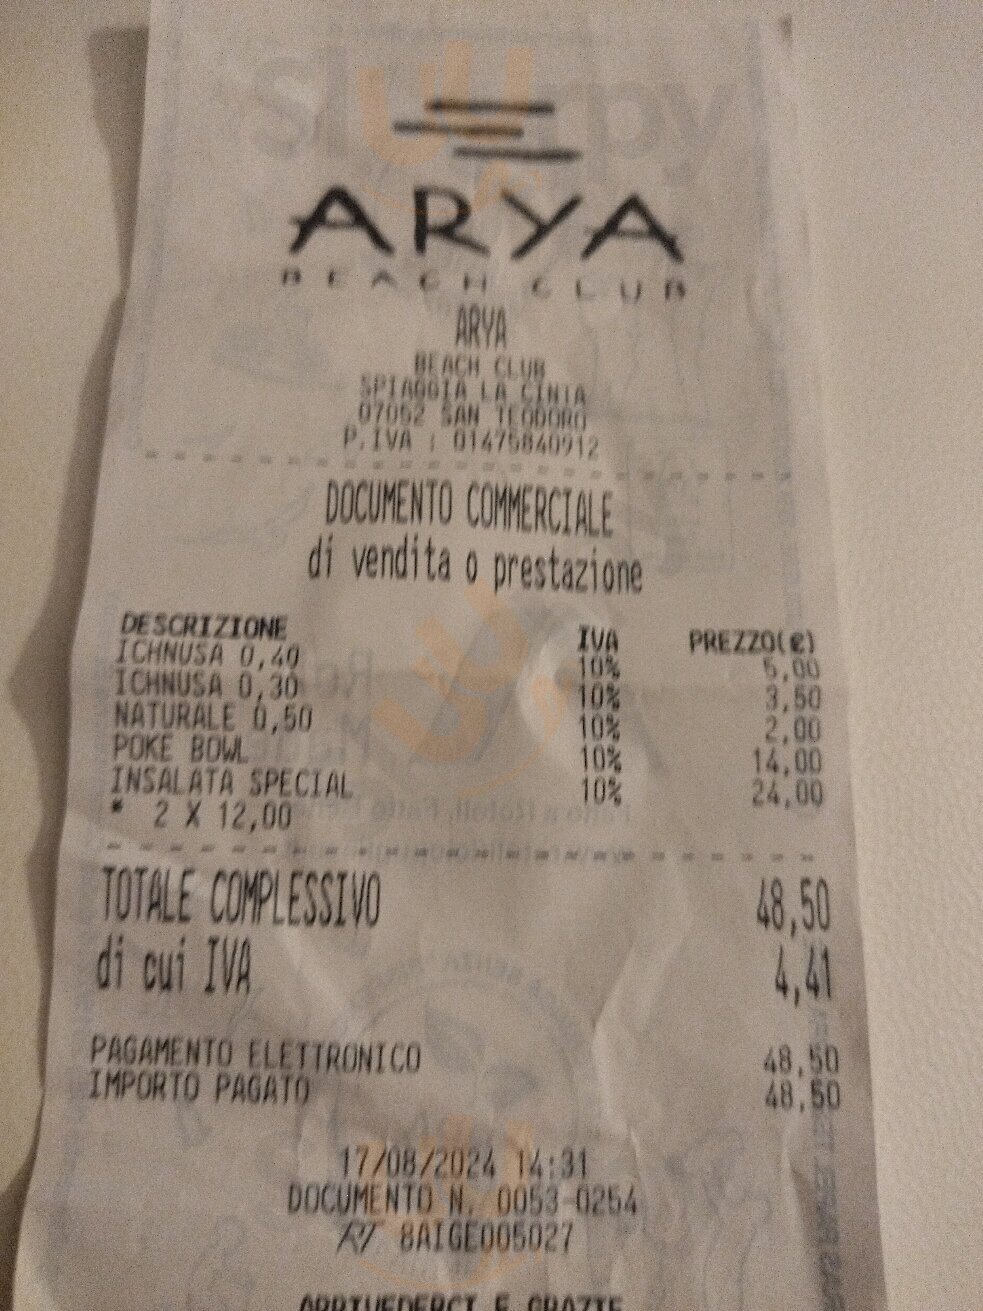 ARYA
BEACH CLUB
ARYA
BEACH CLUB
SPIAGGIA LA CINTA
07052 SAN TEODORO
P.IVA : 01475840912
DOCUMENTO COMMERCIALE
di vendita o prestazione
DESCRIZIONE IVA PREZZO(€)
ICHNUSA 0,40 10% 5,00
ICHNUSA 0,30 10% 3,50
NATURALE 0,50 10% 2,00
POKE BOWL 10% 14,00
INSALATA SPECIAL 10% 24,00
* 2 X 12,00
TOTALE COMPLESSIVO 48,50
di cui IVA 4,41
PAGAMENTO ELETTRONICO 48,50
IMPORTO PAGATO 48,50
17/08/2024 14:31
DOCUMENTO N. 0053-0254
RT 8AIGE005027
ARRIVEDERCI E GRAZIE